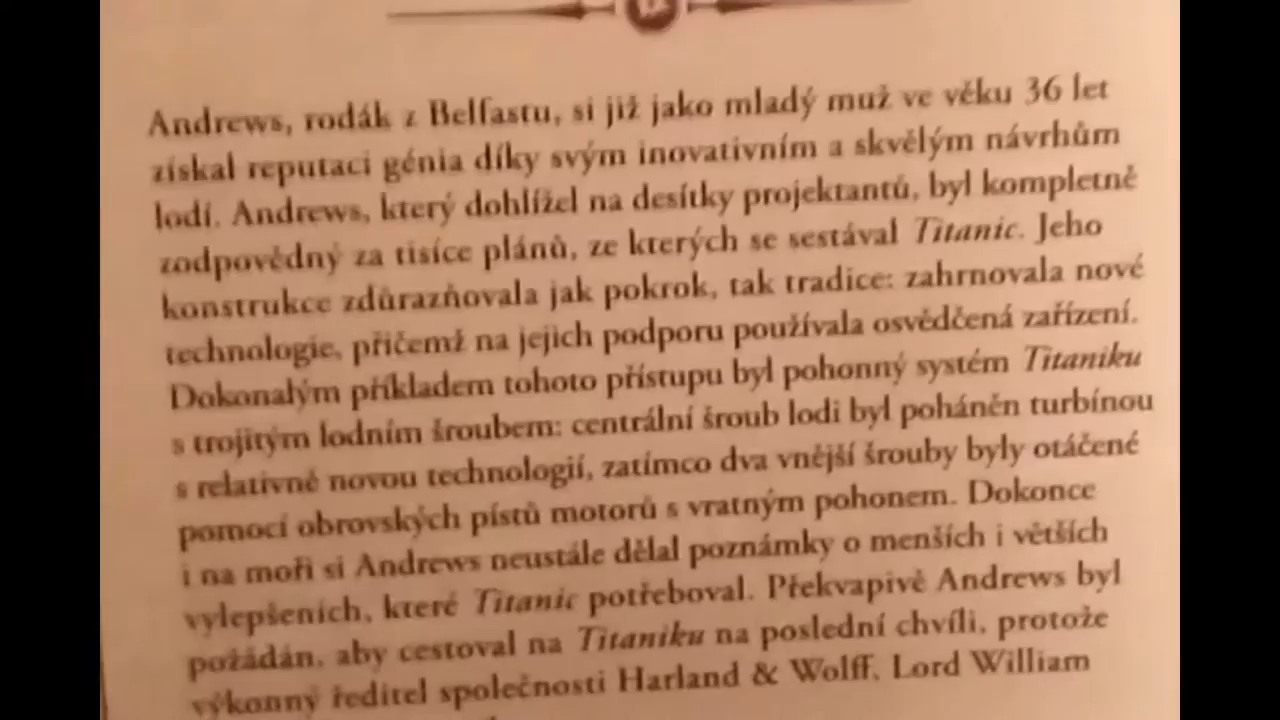 Andrews, rodák z Belfastu, si již jako mladý muž ve věku 36 let
získal reputaci génia díky svým inovativním a skvělým návrhům
lodí. Andrews, který dohlížel na desítky projektantů, byl kompletně
zodpovědný za tisíce plánů, ze kterých se sestával Titanic. Jeho
konstrukce zdůrazňovala jak pokrok, tak tradice: zahrnovala nové
technologie, přičemž na jejich podporu používala osvědčená zařízení.
Dokonalým příkladem tohoto přístupu byl pohonný systém Titaniku
s trojitým lodním šroubem: centrální šroub lodi byl poháněn turbínou
s relativně novou technologií, zatímco dva vnější šrouby byly otáčené
pomocí obrovských pístů motorů s vratným pohonem. Dokonce
i na moři si Andrews neustále dělal poznámky o menších i větších
vylepšeních, které Titanic potřeboval. Překvapivě Andrews byl
požádán, aby cestoval na Titaniku na poslední chvíli, protože
výkonný ředitel společnosti Harland & Wolff, Lord William